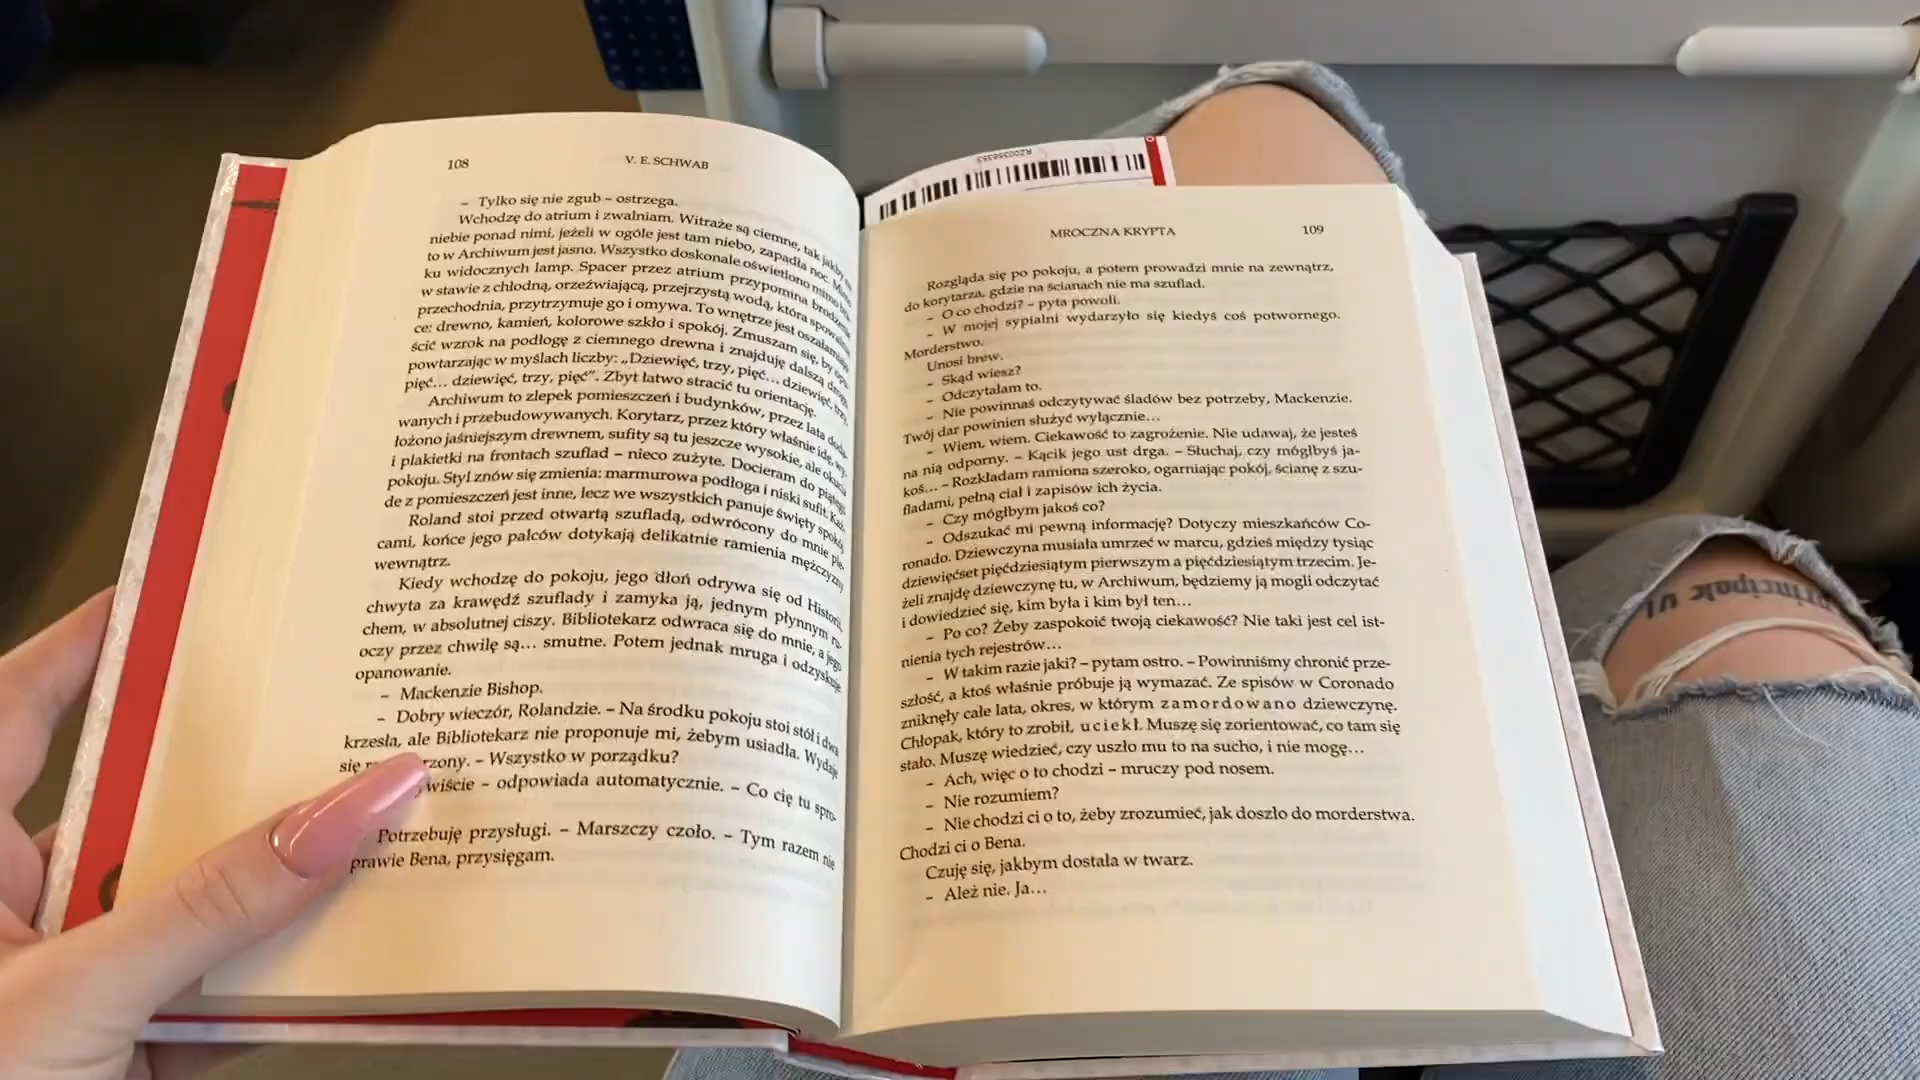 108
V. E. SCHWAB
– Tylko się nie zgub – ostrzega.
Wchodzę do atrium i zwalniam. Witraże są ciemne, tak jakby
niebie ponad nimi, jeżeli w ogóle jest tam niebo, zapadła noc. Mimo
to w Archiwum jest jasno. Wszystko doskonale oświetlono mimo bra-
ku widocznych lamp. Spacer przez atrium przypomina brodzenie
w stawie z chłodną, orzeźwiającą, przejrzystą wodą, która spowalnia
przechodnia, przytrzymuje go i omywa. To wnętrze jest oszałamiają-
ce: drewno, kamień, kolorowe szkło i spokój. Zmuszam się, by opu-
ścić wzrok na podłogę z ciemnego drewna i znajduję dalszą drogę,
powtarzając w myślach liczby: „Dziewięć, trzy, pięć... dziewięć, trzy,
pięć... dziewięć, trzy, pięć”. Zbyt łatwo stracić tu orientację.
Archiwum to zlepek pomieszczeń i budynków, przez lata doda-
wanych i przebudowywanych. Korytarz, przez który właśnie idę, wy-
łożono jaśniejszym drewnem, sufity są tu jeszcze wysokie, ale okucia
i plakietki na frontach szuflad – nieco zużyte. Docieram do piątego
pokoju. Styl znów się zmienia: marmurowa podłoga i niski sufit. Każ-
de z pomieszczeń jest inne, lecz we wszystkich panuje święty spokój.
Roland stoi przed otwartą szufladą, odwrócony do mnie ple-
cami, końce jego palców dotykają delikatnie ramienia mężczyzny
wewnątrz.
Kiedy wchodzę do pokoju, jego dłoń odrywa się od Historii,
chwyta za krawędź szuflady i zamyka ją, jednym płynnym ru-
chem, w absolutnej ciszy. Bibliotekarz odwraca się do mnie, a jego
oczy przez chwilę są... smutne. Potem jednak mruga i odzyskuje
opanowanie.
– Mackenzie Bishop.
– Dobry wieczór, Rolandzie. – Na środku pokoju stoi stół i dwa
krzesła, ale Bibliotekarz nie proponuje mi, żebym usiadła. Wydaje
się rzony. – Wszystko w porządku?
wiście – odpowiada automatycznie. – Co cię tu spro-
Potrzebuję przysługi. – Marszczy czoło. – Tym razem nie
prawie Bena, przysięgam.
RZ00356353
MROCZNA KRYPTA
109
Rozgląda się po pokoju, a potem prowadzi mnie na zewnątrz,
do korytarza, gdzie na ścianach nie ma szuflad.
– O co chodzi? – pyta powoli.
– W mojej sypialni wydarzyło się kiedyś coś potwornego.
Morderstwo.
Unosi brew.
– Skąd wiesz?
– Odczytałam to.
– Nie powinnaś odczytywać śladów bez potrzeby, Mackenzie.
Twój dar powinien służyć wyłącznie...
– Wiem, wiem. Ciekawość to zagrożenie. Nie udawaj, że jesteś
na nią odporny. – Kącik jego ust drga. – Słuchaj, czy mógłbyś ja-
koś... – Rozkładam ramiona szeroko, ogarniając pokój, ścianę z szu-
fladami, pełną ciał i zapisów ich życia.
– Czy mógłbym jakoś co?
– Odszukać mi pewną informację? Dotyczy mieszkańców Co-
ronado. Dziewczyna musiała umrzeć w marcu, gdzieś między tysiąc
dziewięćset pięćdziesiątym pierwszym a pięćdziesiątym trzecim. Je-
żeli znajdę dziewczynę tu, w Archiwum, będziemy ją mogli odczytać
i dowiedzieć się, kim była i kim był ten...
– Po co? Żeby zaspokoić twoją ciekawość? Nie taki jest cel ist-
nienia tych rejestrów...
– W takim razie jaki? – pytam ostro. – Powinniśmy chronić prze-
szłość, a ktoś właśnie próbuje ją wymazać. Ze spisów w Coronado
zniknęły całe lata, okres, w którym zamordowano dziewczynę.
Chłopak, który to zrobił, uciekł. Muszę się zorientować, co tam się
stało. Muszę wiedzieć, czy uszło mu to na sucho, i nie mogę...
– Ach, więc o to chodzi – mruczy pod nosem.
– Nie rozumiem?
– Nie chodzi ci o to, żeby zrozumieć, jak doszło do morderstwa.
Chodzi ci o Bena.
Czuję się, jakbym dostała w twarz.
– Ależ nie. Ja...